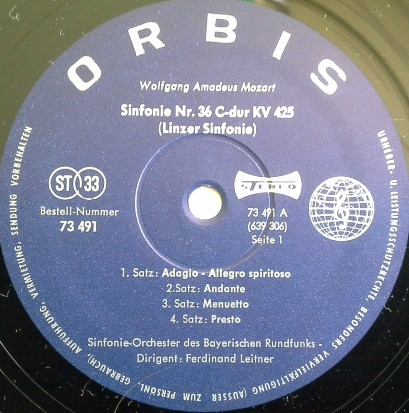 ORBIS
Wolfgang Amadeus Mozart
Sinfonie Nr. 36 C-dur KV 425
(Linzer Sinfonie)
ST 33
Bestell-Nummer
73 491
STEREO
73 491 A
(639 306)
Seite 1
1. Satz: Adagio - Allegro spiritoso
2. Satz: Andante
3. Satz: Menuetto
4. Satz: Presto
Sinfonie-Orchester des Bayerischen Rundfunks -
Dirigent: Ferdinand Leitner
URHEBER- U. LEISTUNGSSCHUTZRECHTE, BESONDERS VERVIELFÄLTIGUNG (AUSSER ZUM PERSÖNL. GEBRAUCH), AUFFÜHRUNG, VERMIETUNG, SENDUNG VORBEHALTEN